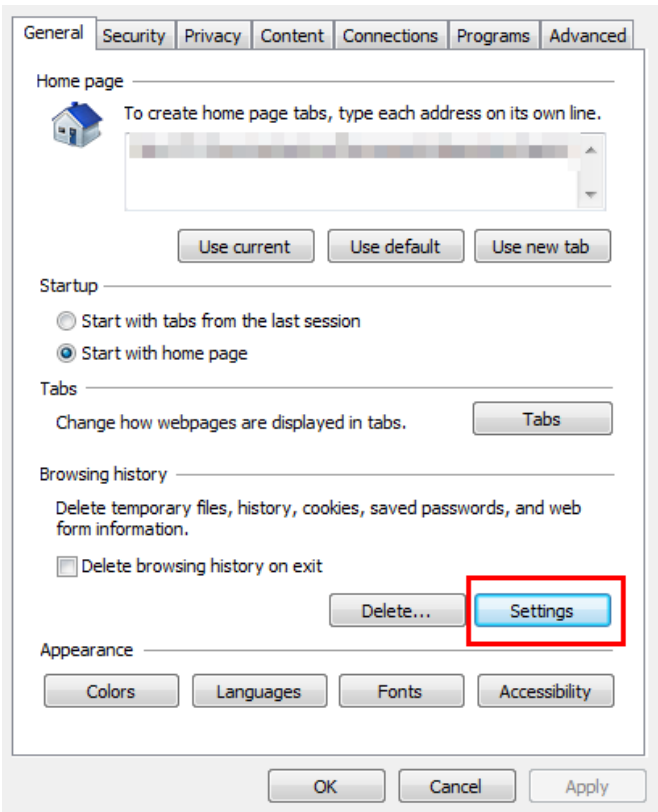 General Security Privacy Content Connections Programs Advanced
Home page
To create home page tabs, type each address on its own line.
Use current Use default Use new tab
Startup
Start with tabs from the last session
Start with home page
Tabs
Change how webpages are displayed in tabs.
Tabs
Browsing history
Delete temporary files, history, cookies, saved passwords, and web
form information.
Delete browsing history on exit
Delete... Settings
Appearance
Colors Languages Fonts Accessibility
OK Cancel Apply